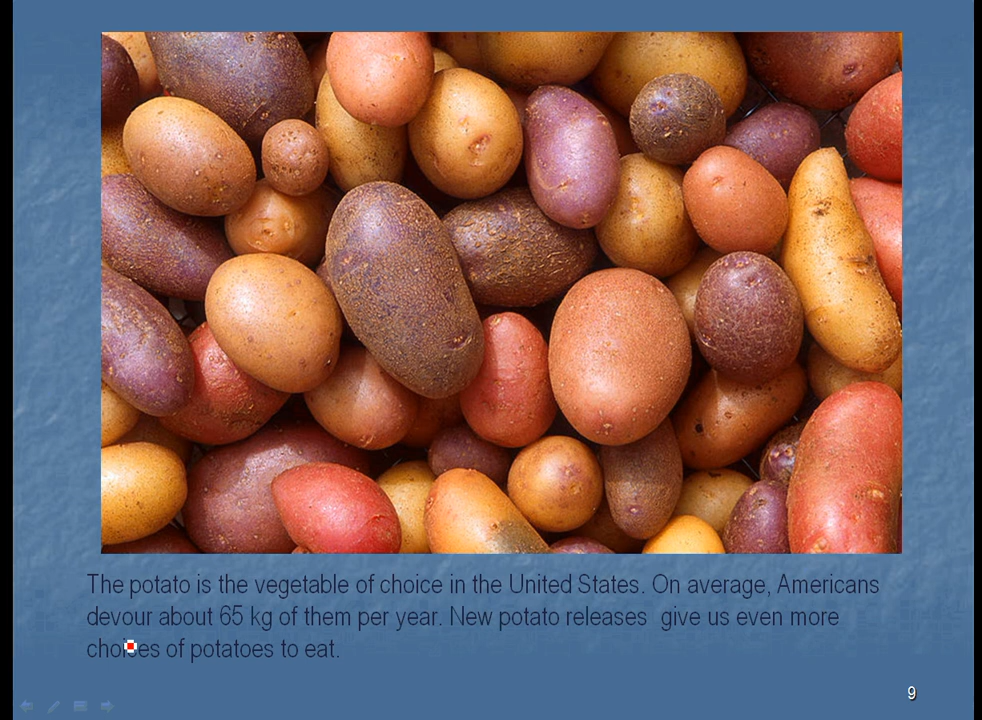 The potato is the vegetable of choice in the United States. On average, Americans
devour about 65 kg of them per year. New potato releases  give us even more
choices of potatoes to eat.
9